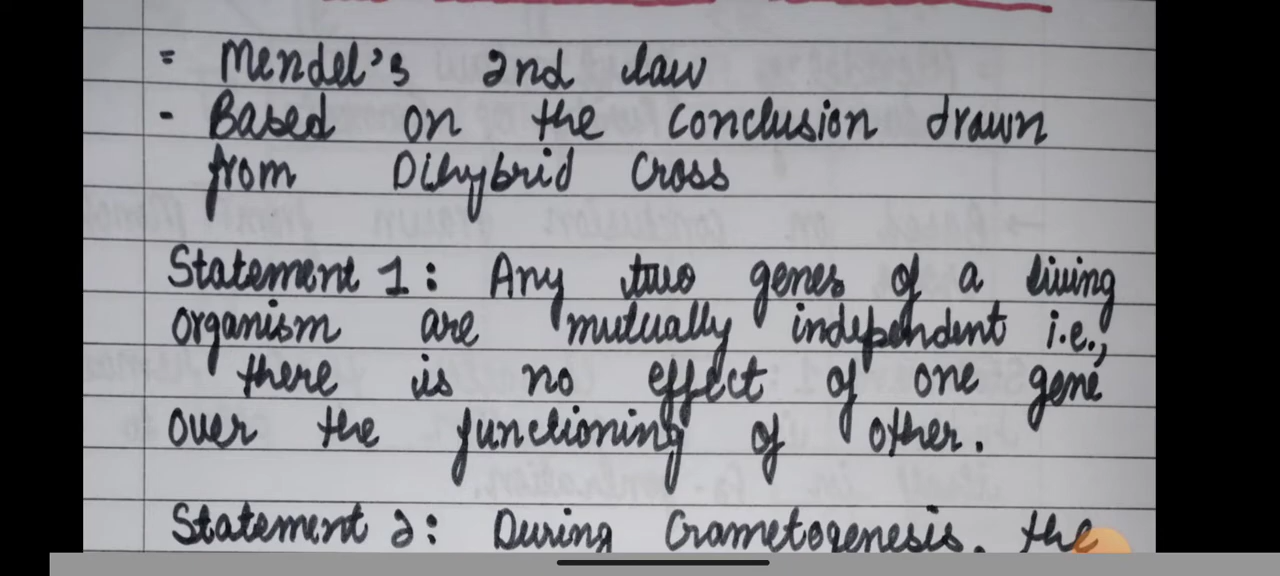 = Mendel's 2nd law
- Based on the conclusion drawn
from Dihybrid Cross
Statement 1: Any two genes of a living
organism are mutually independent i.e.,
there is no effect of one gene
over the functioning of other.
Statement 2: During Gametogenesis, the